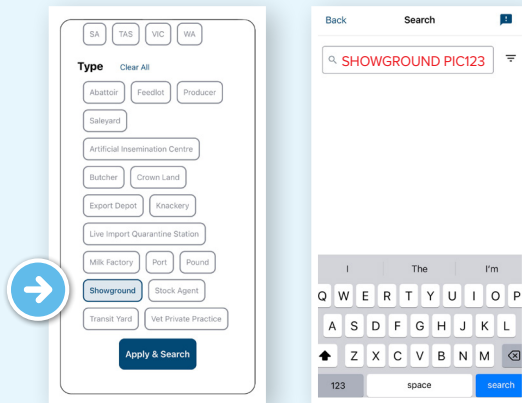 SA TAS VIC WA
Type Clear All
Abattoir Feedlot Producer
Saleyard
Artificial Insemination Centre
Butcher Crown Land
Export Depot Knackery
Live Import Quarantine Station
Milk Factory Port Pound
Showground Stock Agent
Transit Yard Vet Private Practice
Apply & Search
Back Search !
SHOWGROUND PIC123
I The I'm
Q W E R T Y U I O P
A S D F G H J K L
Z X C V B N M
123 space search